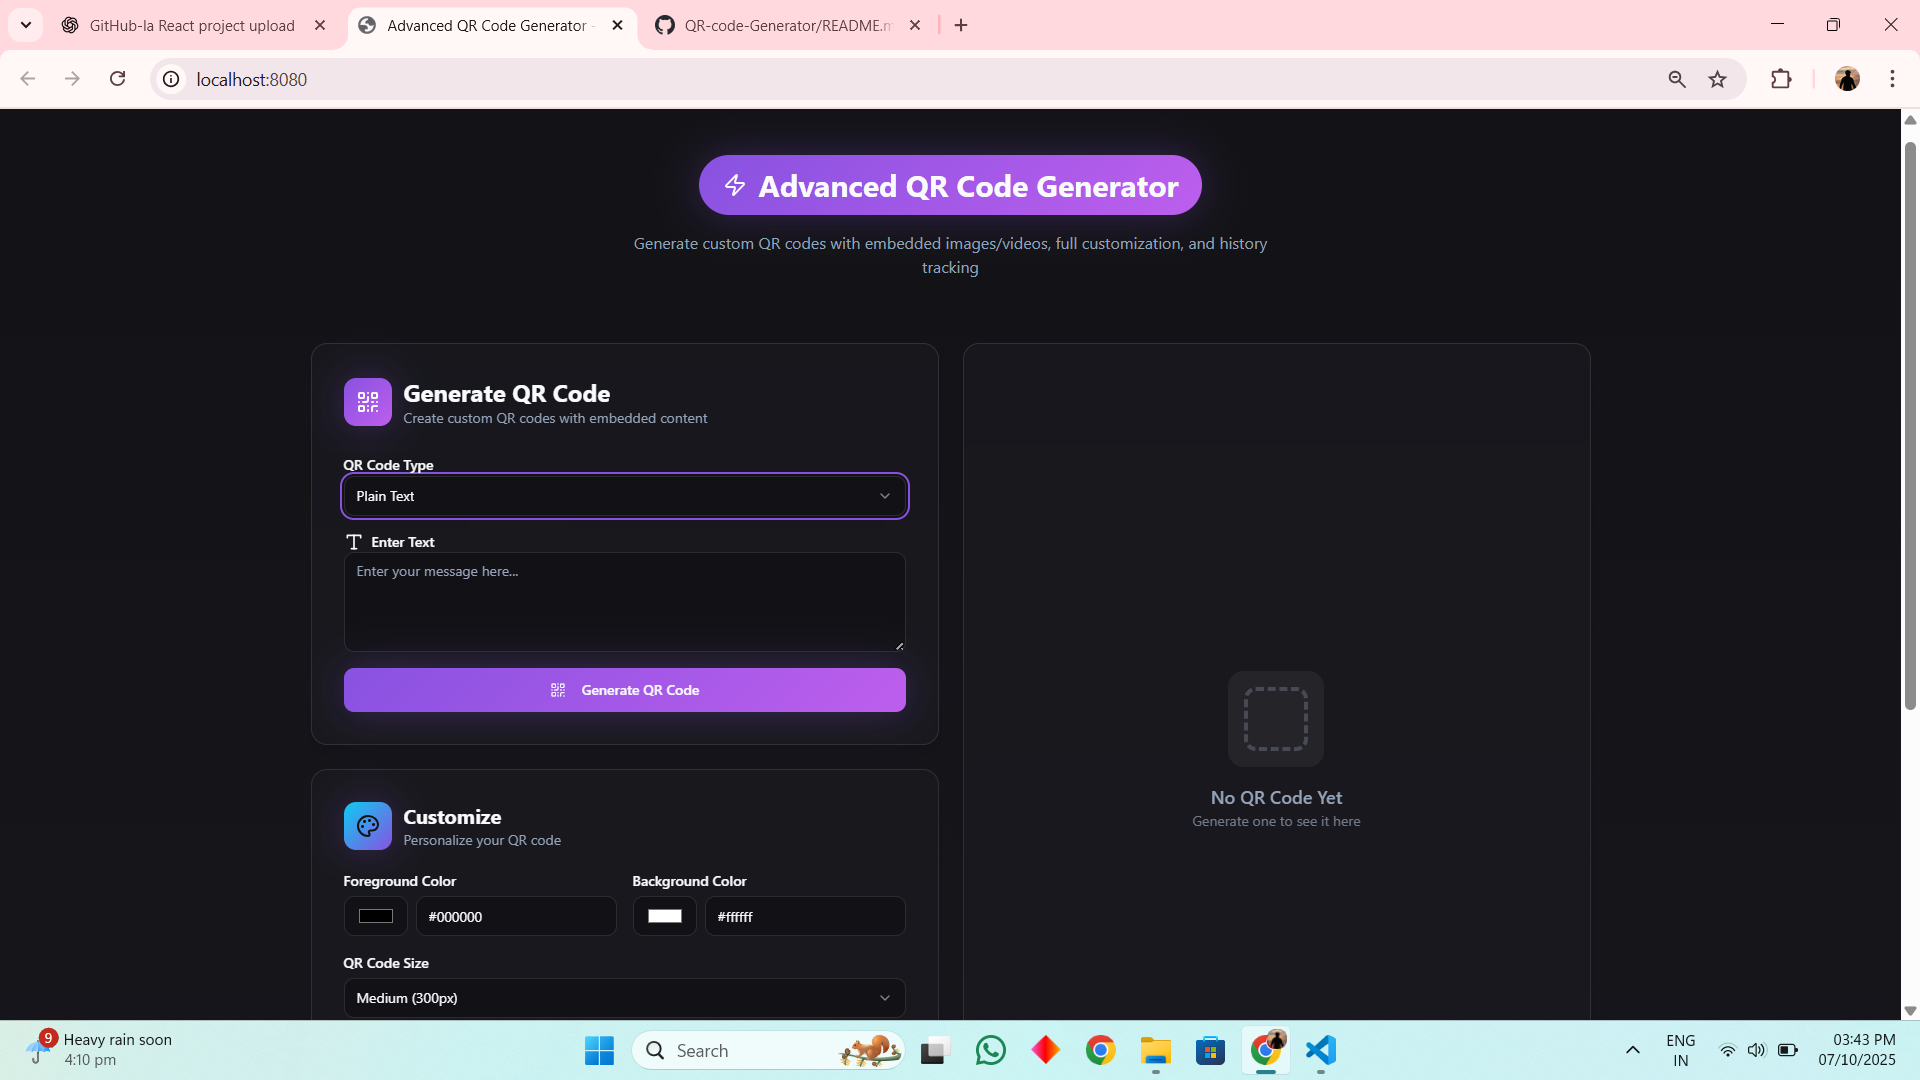 GitHub-la React project upload
Advanced QR Code Generator -
QR-code-Generator/README.m
localhost:8080
Advanced QR Code Generator
Generate custom QR codes with embedded images/videos, full customization, and history
tracking
Generate QR Code
Create custom QR codes with embedded content
QR Code Type
Plain Text
Enter Text
Enter your message here...
Generate QR Code
No QR Code Yet
Generate one to see it here
Customize
Personalize your QR code
Foreground Color
Background Color
#000000
#ffffff
QR Code Size
Medium (300px)
9
Heavy rain soon
4:10 pm
Search
ENG
IN
03:43 PM
07/10/2025